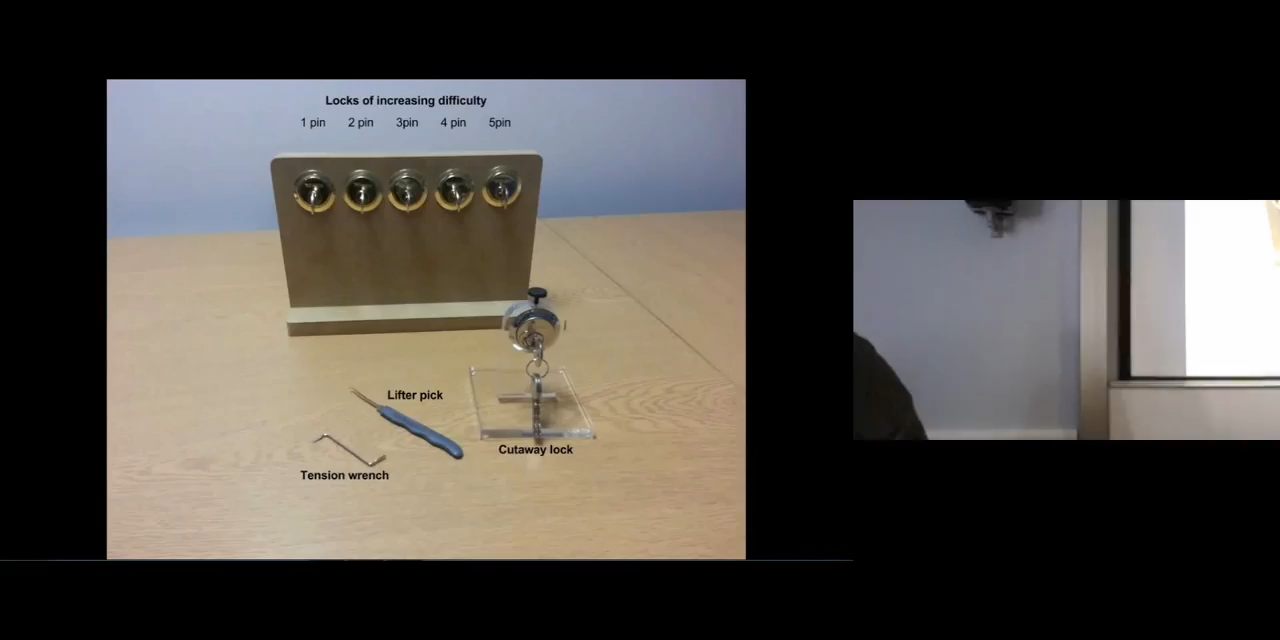 Locks of increasing difficulty
1 pin 2 pin 3pin 4 pin 5pin
Lifter pick
Cutaway lock
Tension wrench